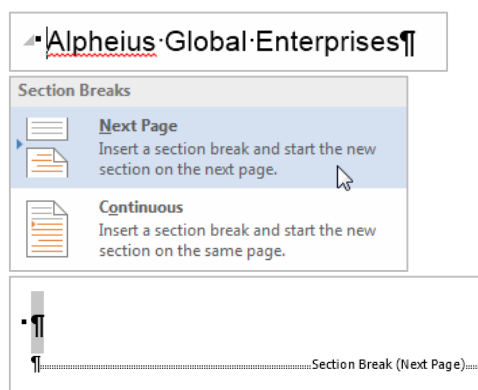 Alpheius·Global·Enterprises¶
Section Breaks
Next Page
Insert a section break and start the new
section on the next page.
Continuous
Insert a section break and start the new
section on the same page.
¶
¶......Section Break (Next Page)......